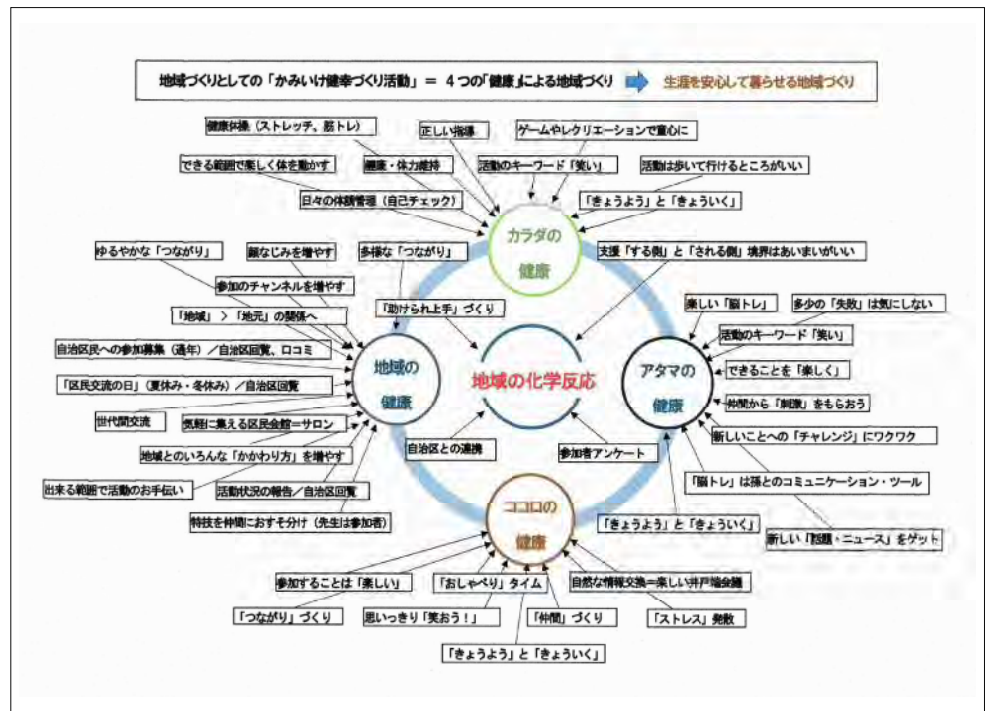 地域づくりとしての「かみいけ健幸づくり活動」 = 4つの「健康」による地域づくり ➡ 生涯を安心して暮らせる地域づくり
健康体操(ストレッチ、筋トレ)
正しい指導
ゲームやレクリエーションで童心に
できる範囲で楽しく体を動かす
健康・体力維持
活動のキーワード「笑い」
活動は歩いて行けるところがいい
日々の体調管理(自己チェック)
「きょうよう」と「きょういく」
カラダの
健康
ゆるやかな「つながり」
顔なじみを増やす
多様な「つながり」
支援「する側」と「される側」境界はあいまいがいい
参加のチャンネルを増やす
「助けられ上手」づくり
楽しい「脳トレ」
多少の「失敗」は気にしない
「地域」 > 「地元」の関係へ
活動のキーワード「笑い」
自治区民への参加募集(通年)/自治区回覧、口コミ
地域の
健康
地域の化学反応
アタマの
健康
できることを「楽しく」
「区民交流の日」(夏休み・冬休み)/自治区回覧
仲間から「刺激」をもらおう
世代間交流
気軽に集える区民会館=サロン
新しいことへの「チャレンジ」にワクワク
地域とのいろんな「かかわり方」を増やす
自治区との連携
参加者アンケート
「脳トレ」は孫とのコミュニケーション・ツール
出来る範囲で活動のお手伝い
活動状況の報告/自治区回覧
特技を仲間におすそ分け(先生は参加者)
ココロの
健康
「きょうよう」と「きょういく」
新しい「話題・ニュース」をゲット
参加することは「楽しい」
「おしゃべり」タイム
自然な情報交換=楽しい井戸端会議
「つながり」づくり
思いっきり「笑おう!」
「仲間」づくり
「ストレス」発散
「きょうよう」と「きょういく」